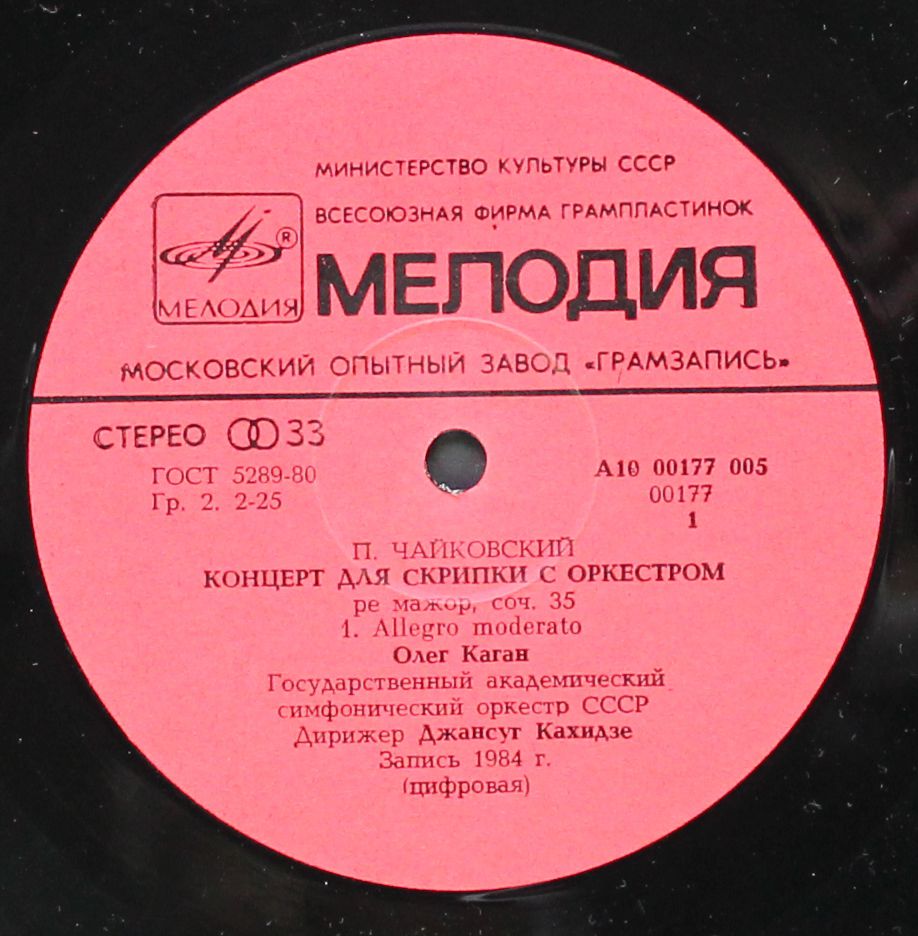 МИНИСТЕРСТВО КУЛЬТУРЫ СССР
ВСЕСОЮЗНАЯ ФИРМА ГРАМПЛАСТИНОК
®
МЕЛОДИЯ
МЕЛОДИЯ
МОСКОВСКИЙ ОПЫТНЫЙ ЗАВОД «ГРАМЗАПИСЬ»
СТЕРЕО 33
ГОСТ 5289-80
Гр. 2. 2-25
А10 00177 005
00177
1
П. ЧАЙКОВСКИЙ
КОНЦЕРТ ДЛЯ СКРИПКИ С ОРКЕСТРОМ
ре мажор, соч. 35
1. Allegro moderato
Олег Каган
Государственный академический
симфонический оркестр СССР
Дирижер Джансуг Кахидзе
Запись 1984 г.
(цифровая)